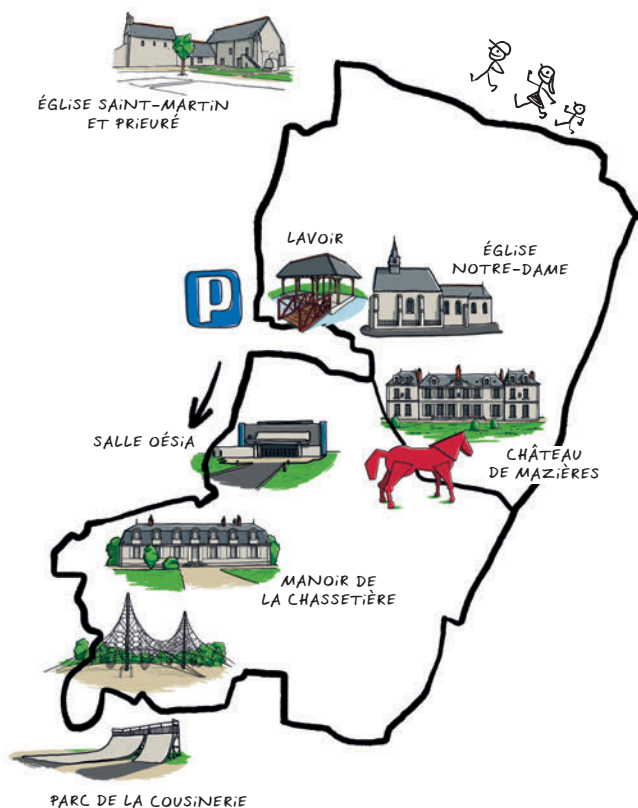 ÉGLISE SAINT-MARTIN
ET PRIEURÉ
LAVOIR
ÉGLISE
NOTRE-DAME
P
SALLE OÉSIA
CHÂTEAU
DE MAZIÈRES
MANOIR DE
LA CHASSETIÈRE
PARC DE LA COUSINERIE